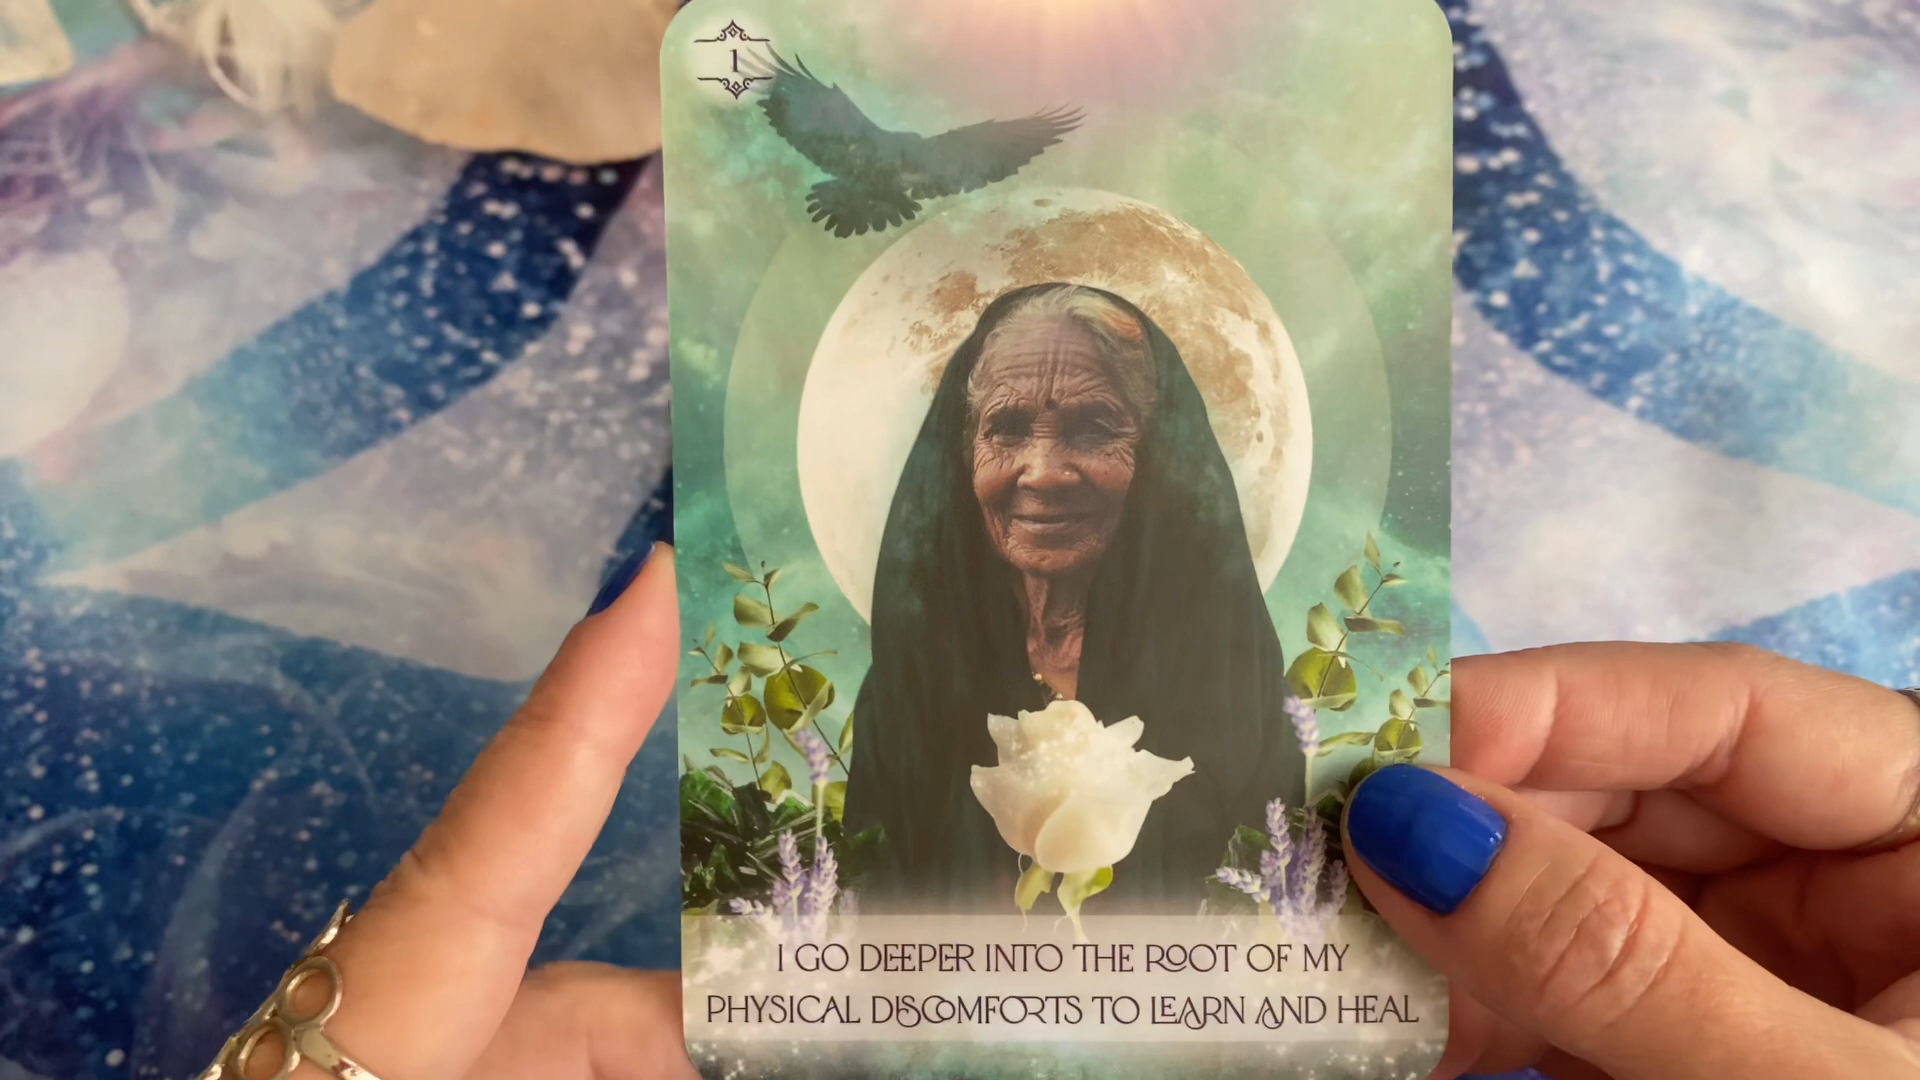 1
I GO DEEPER INTO THE ROOT OF MY
PHYSICAL DISCOMFORTS TO LEARN AND HEAL